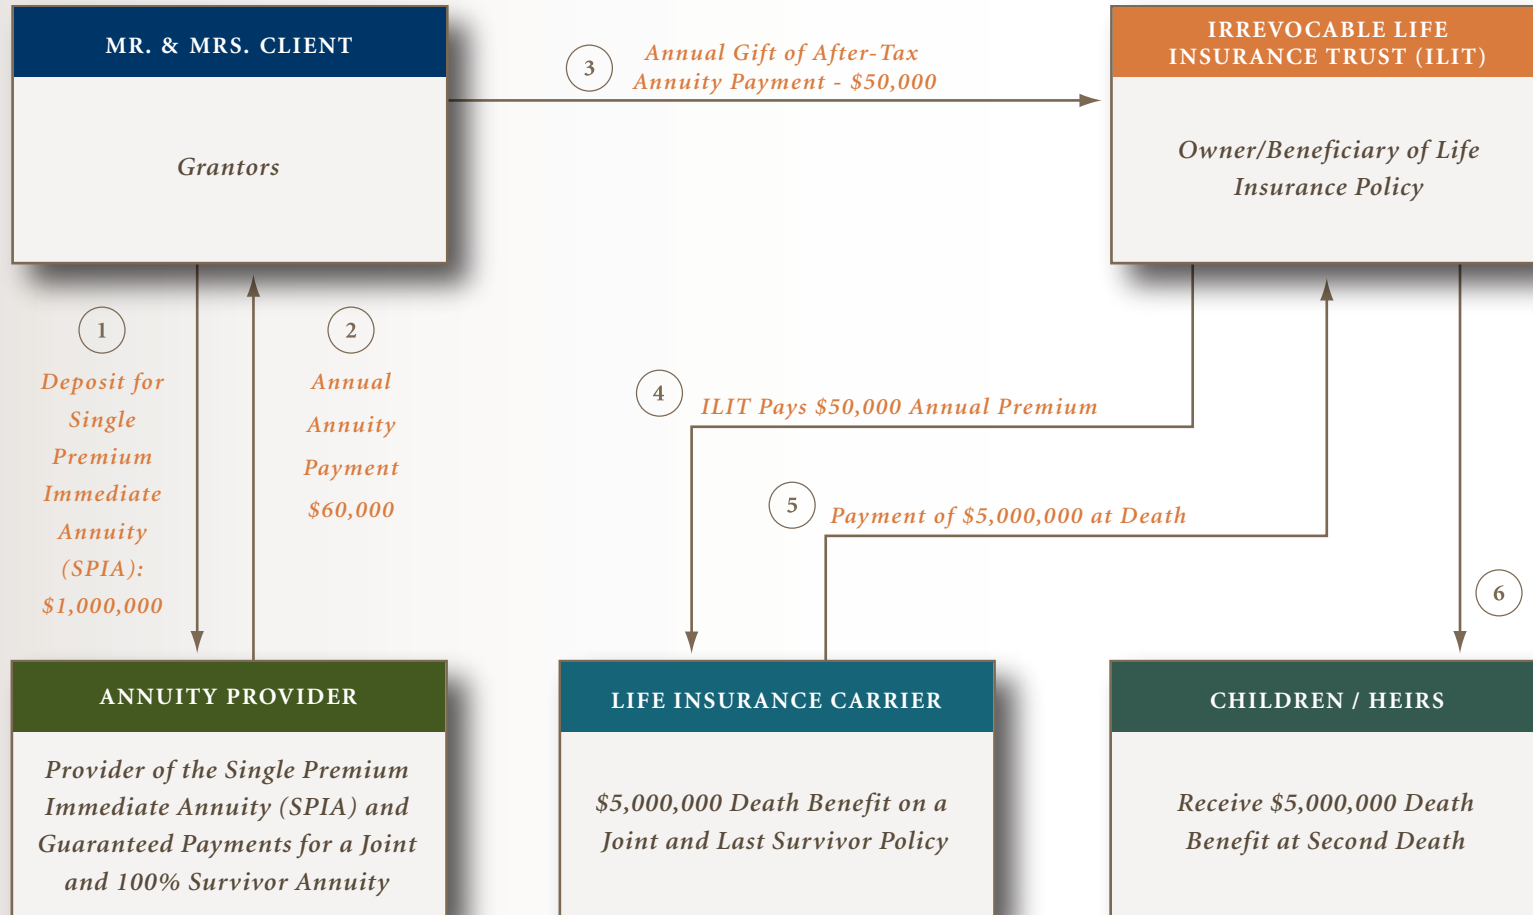 MR. & MRS. CLIENT
Grantors
3
Annual Gift of After-Tax
Annuity Payment - $50,000
IRREVOCABLE LIFE
INSURANCE TRUST (ILIT)
Owner/Beneficiary of Life
Insurance Policy
1
Deposit for
Single
Premium
Immediate
Annuity
(SPIA):
$1,000,000
2
Annual
Annuity
Payment
$60,000
4
ILIT Pays $50,000 Annual Premium
5
Payment of $5,000,000 at Death
6
ANNUITY PROVIDER
Provider of the Single Premium
Immediate Annuity (SPIA) and
Guaranteed Payments for a Joint
and 100% Survivor Annuity
LIFE INSURANCE CARRIER
$5,000,000 Death Benefit on a
Joint and Last Survivor Policy
CHILDREN / HEIRS
Receive $5,000,000 Death
Benefit at Second Death